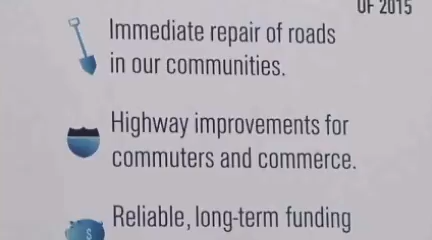 OF 2015
Immediate repair of roads
in our communities.
Highway improvements for
commuters and commerce.
$
Reliable, long-term funding